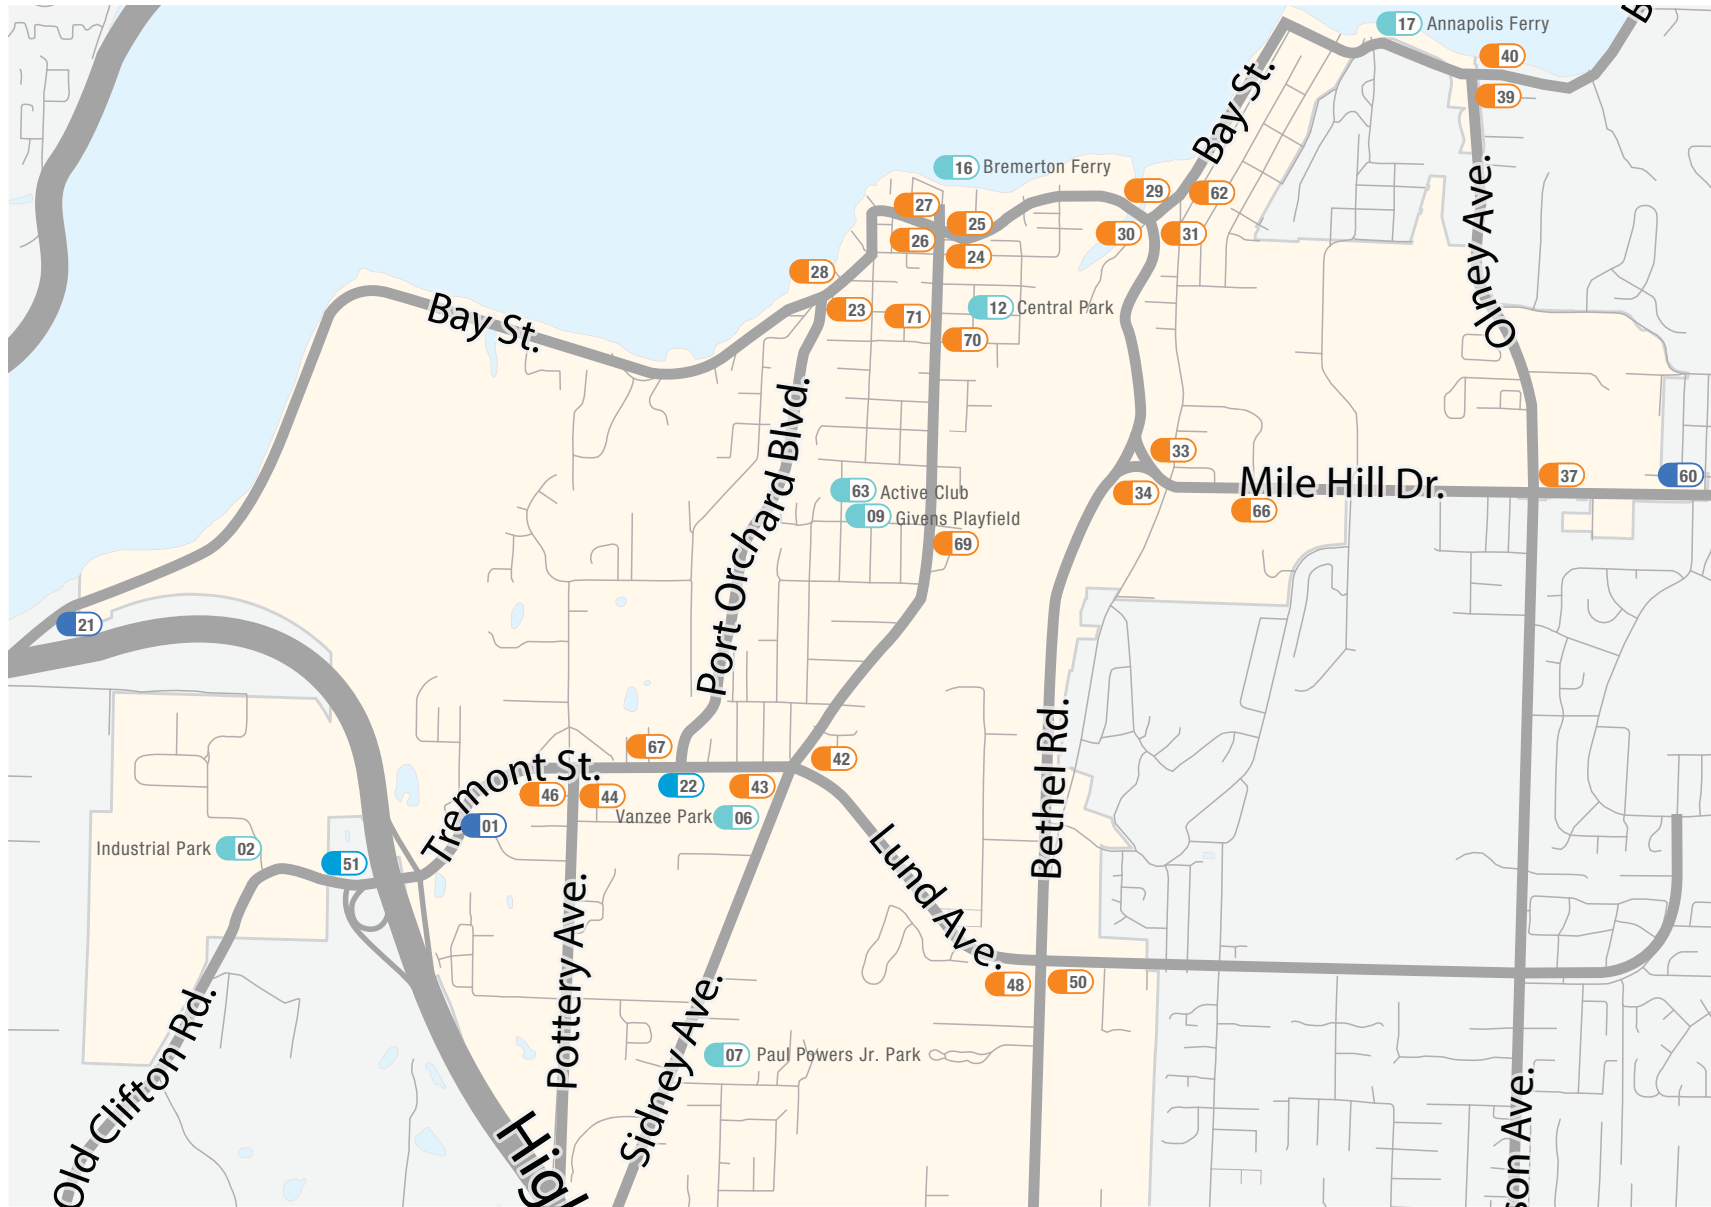 17 Annapolis Ferry
40
39
Bay St.
16 Bremerton Ferry
29
62
27
25
30
31
26
24
Olney Ave.
28
23
71
12 Central Park
70
Bay St.
Port Orchard Blvd.
33
37
60
Mile Hill Dr.
34
66
63 Active Club
09 Givens Playfield
69
21
Bethel Rd.
67
42
Tremont St.
22
43
46
44
Vanzee Park 06
01
Industrial Park 02
51
Lund Ave.
Pottery Ave.
48
50
Sidney Ave.
07 Paul Powers Jr. Park
Old Clifton Rd.
son Ave.